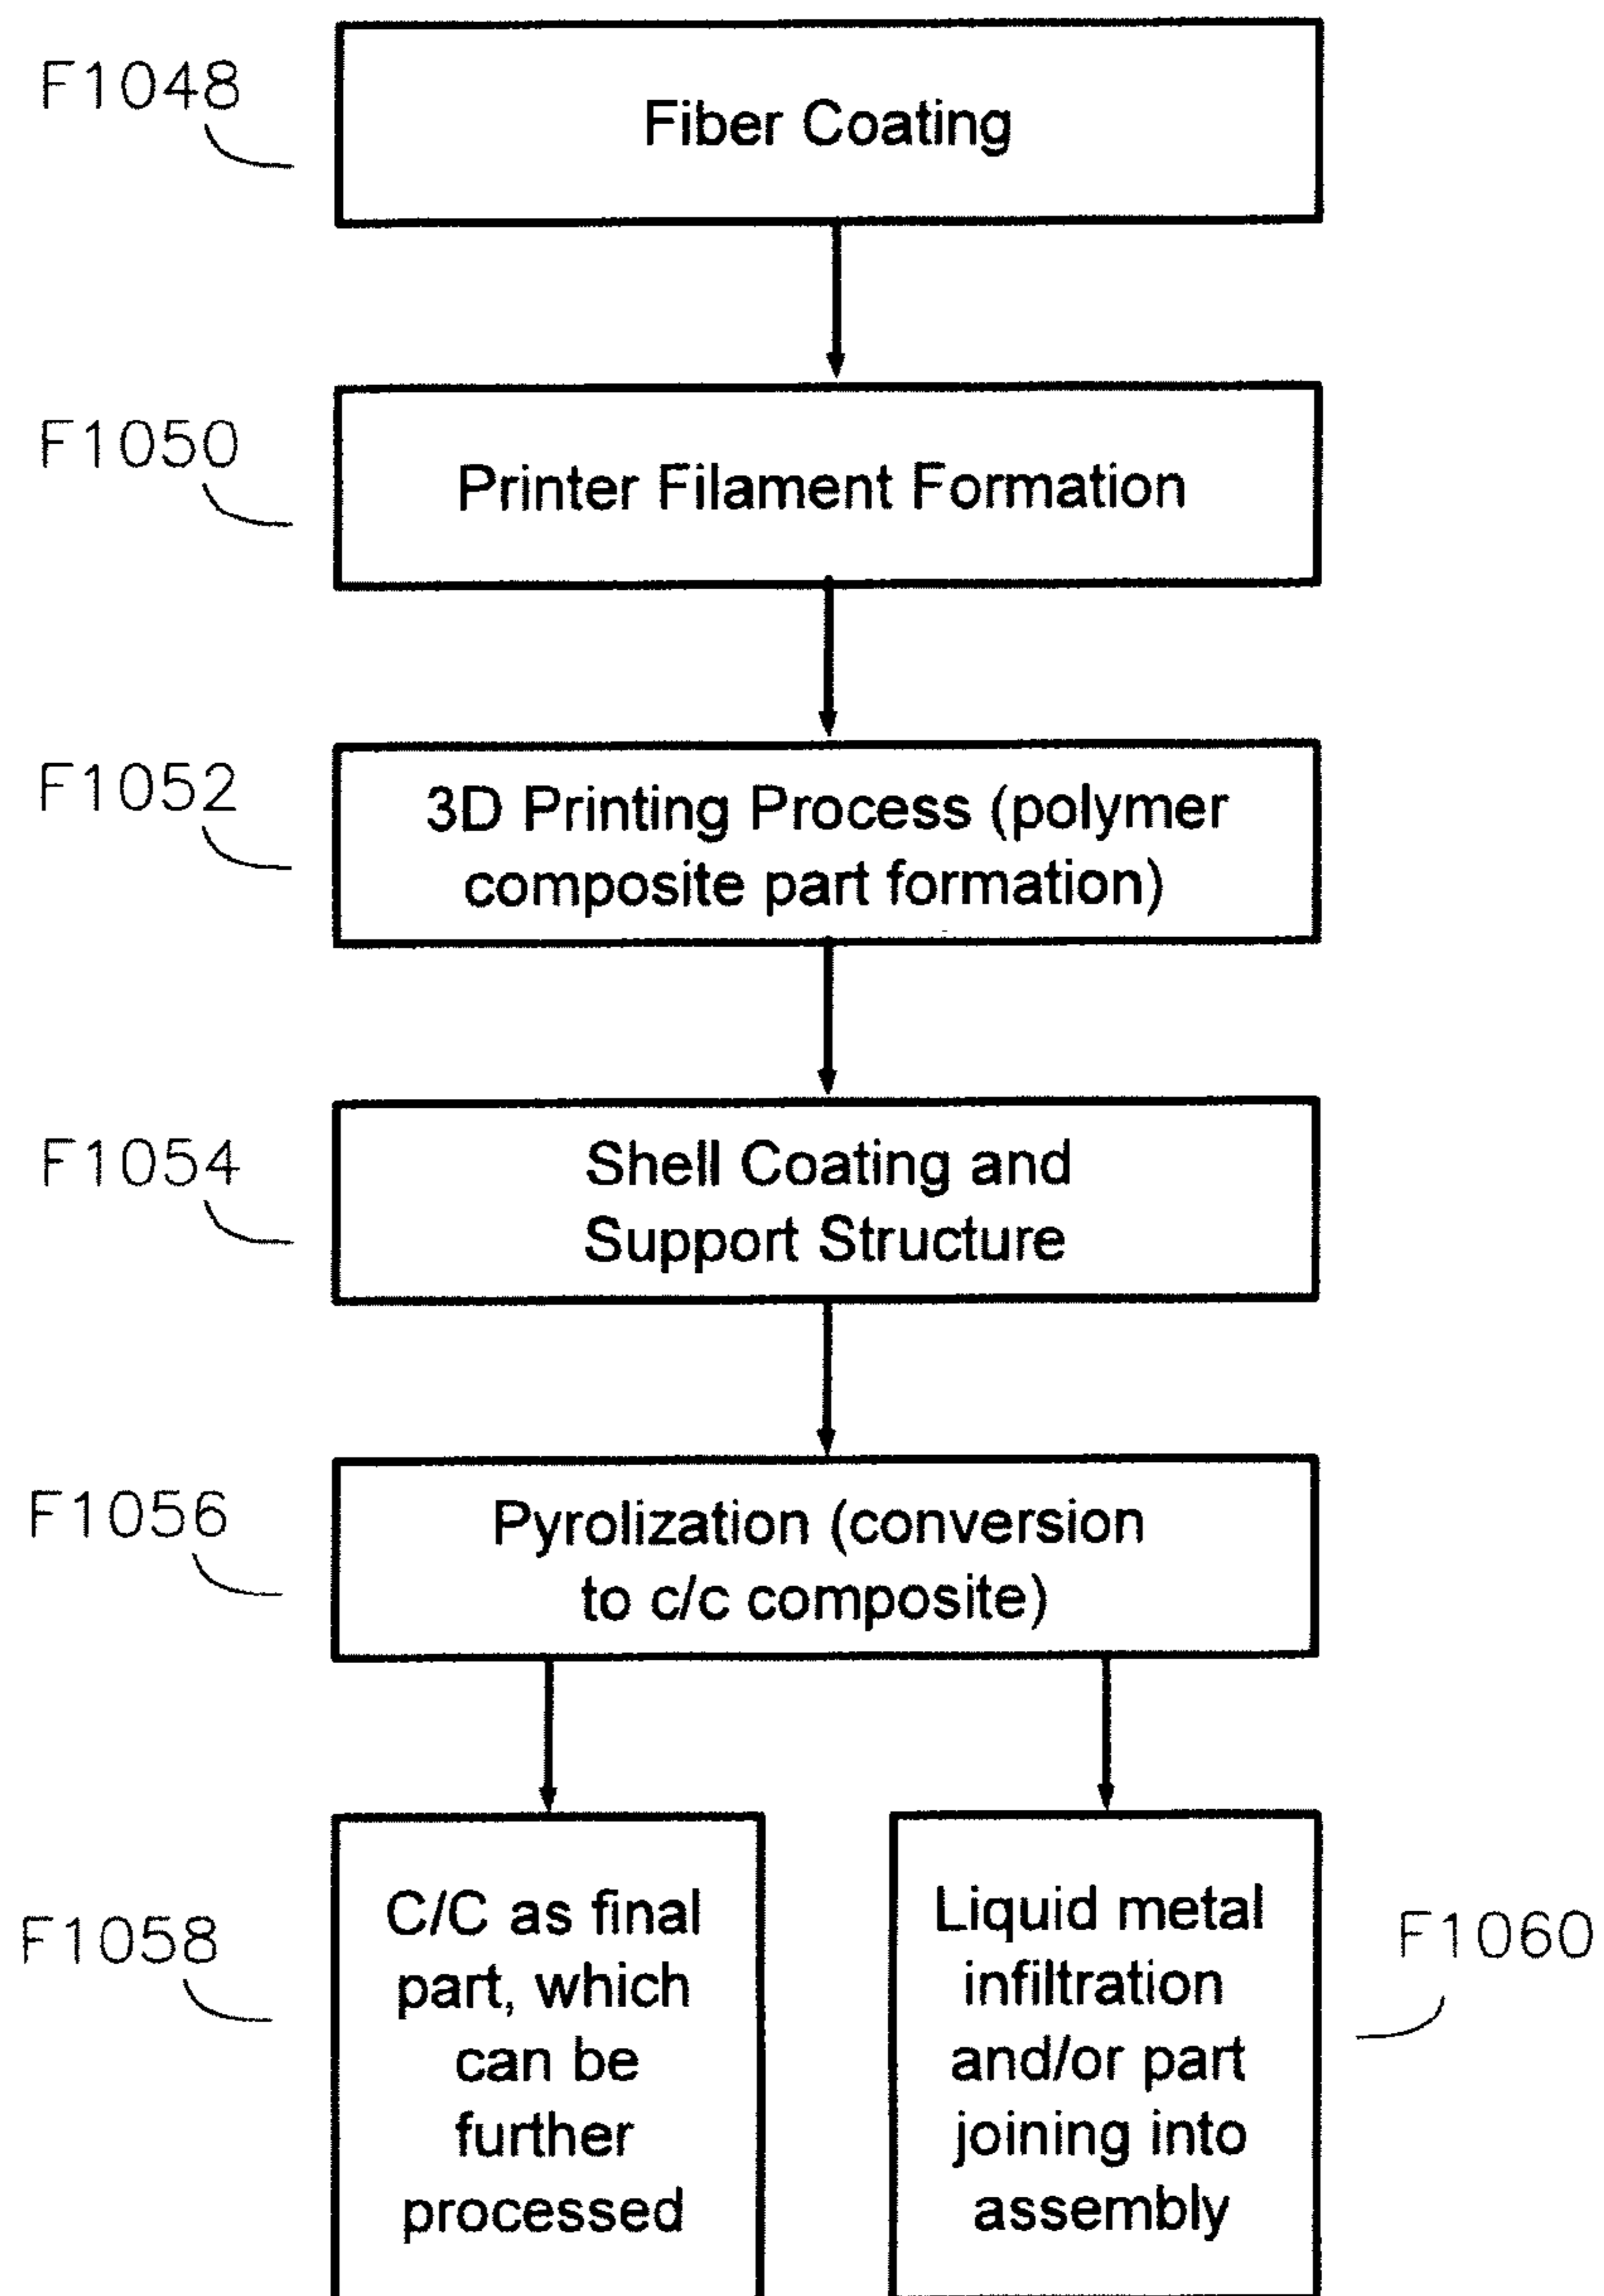 F1048
Fiber Coating
F1050
Printer Filament Formation
F1052
3D Printing Process (polymer
composite part formation)
F1054
Shell Coating and
Support Structure
F1056
Pyrolization (conversion
to c/c composite)
F1058
C/C as final
part, which
can be
further
processed
Liquid metal
infiltration
and/or part
joining into
assembly
F1060